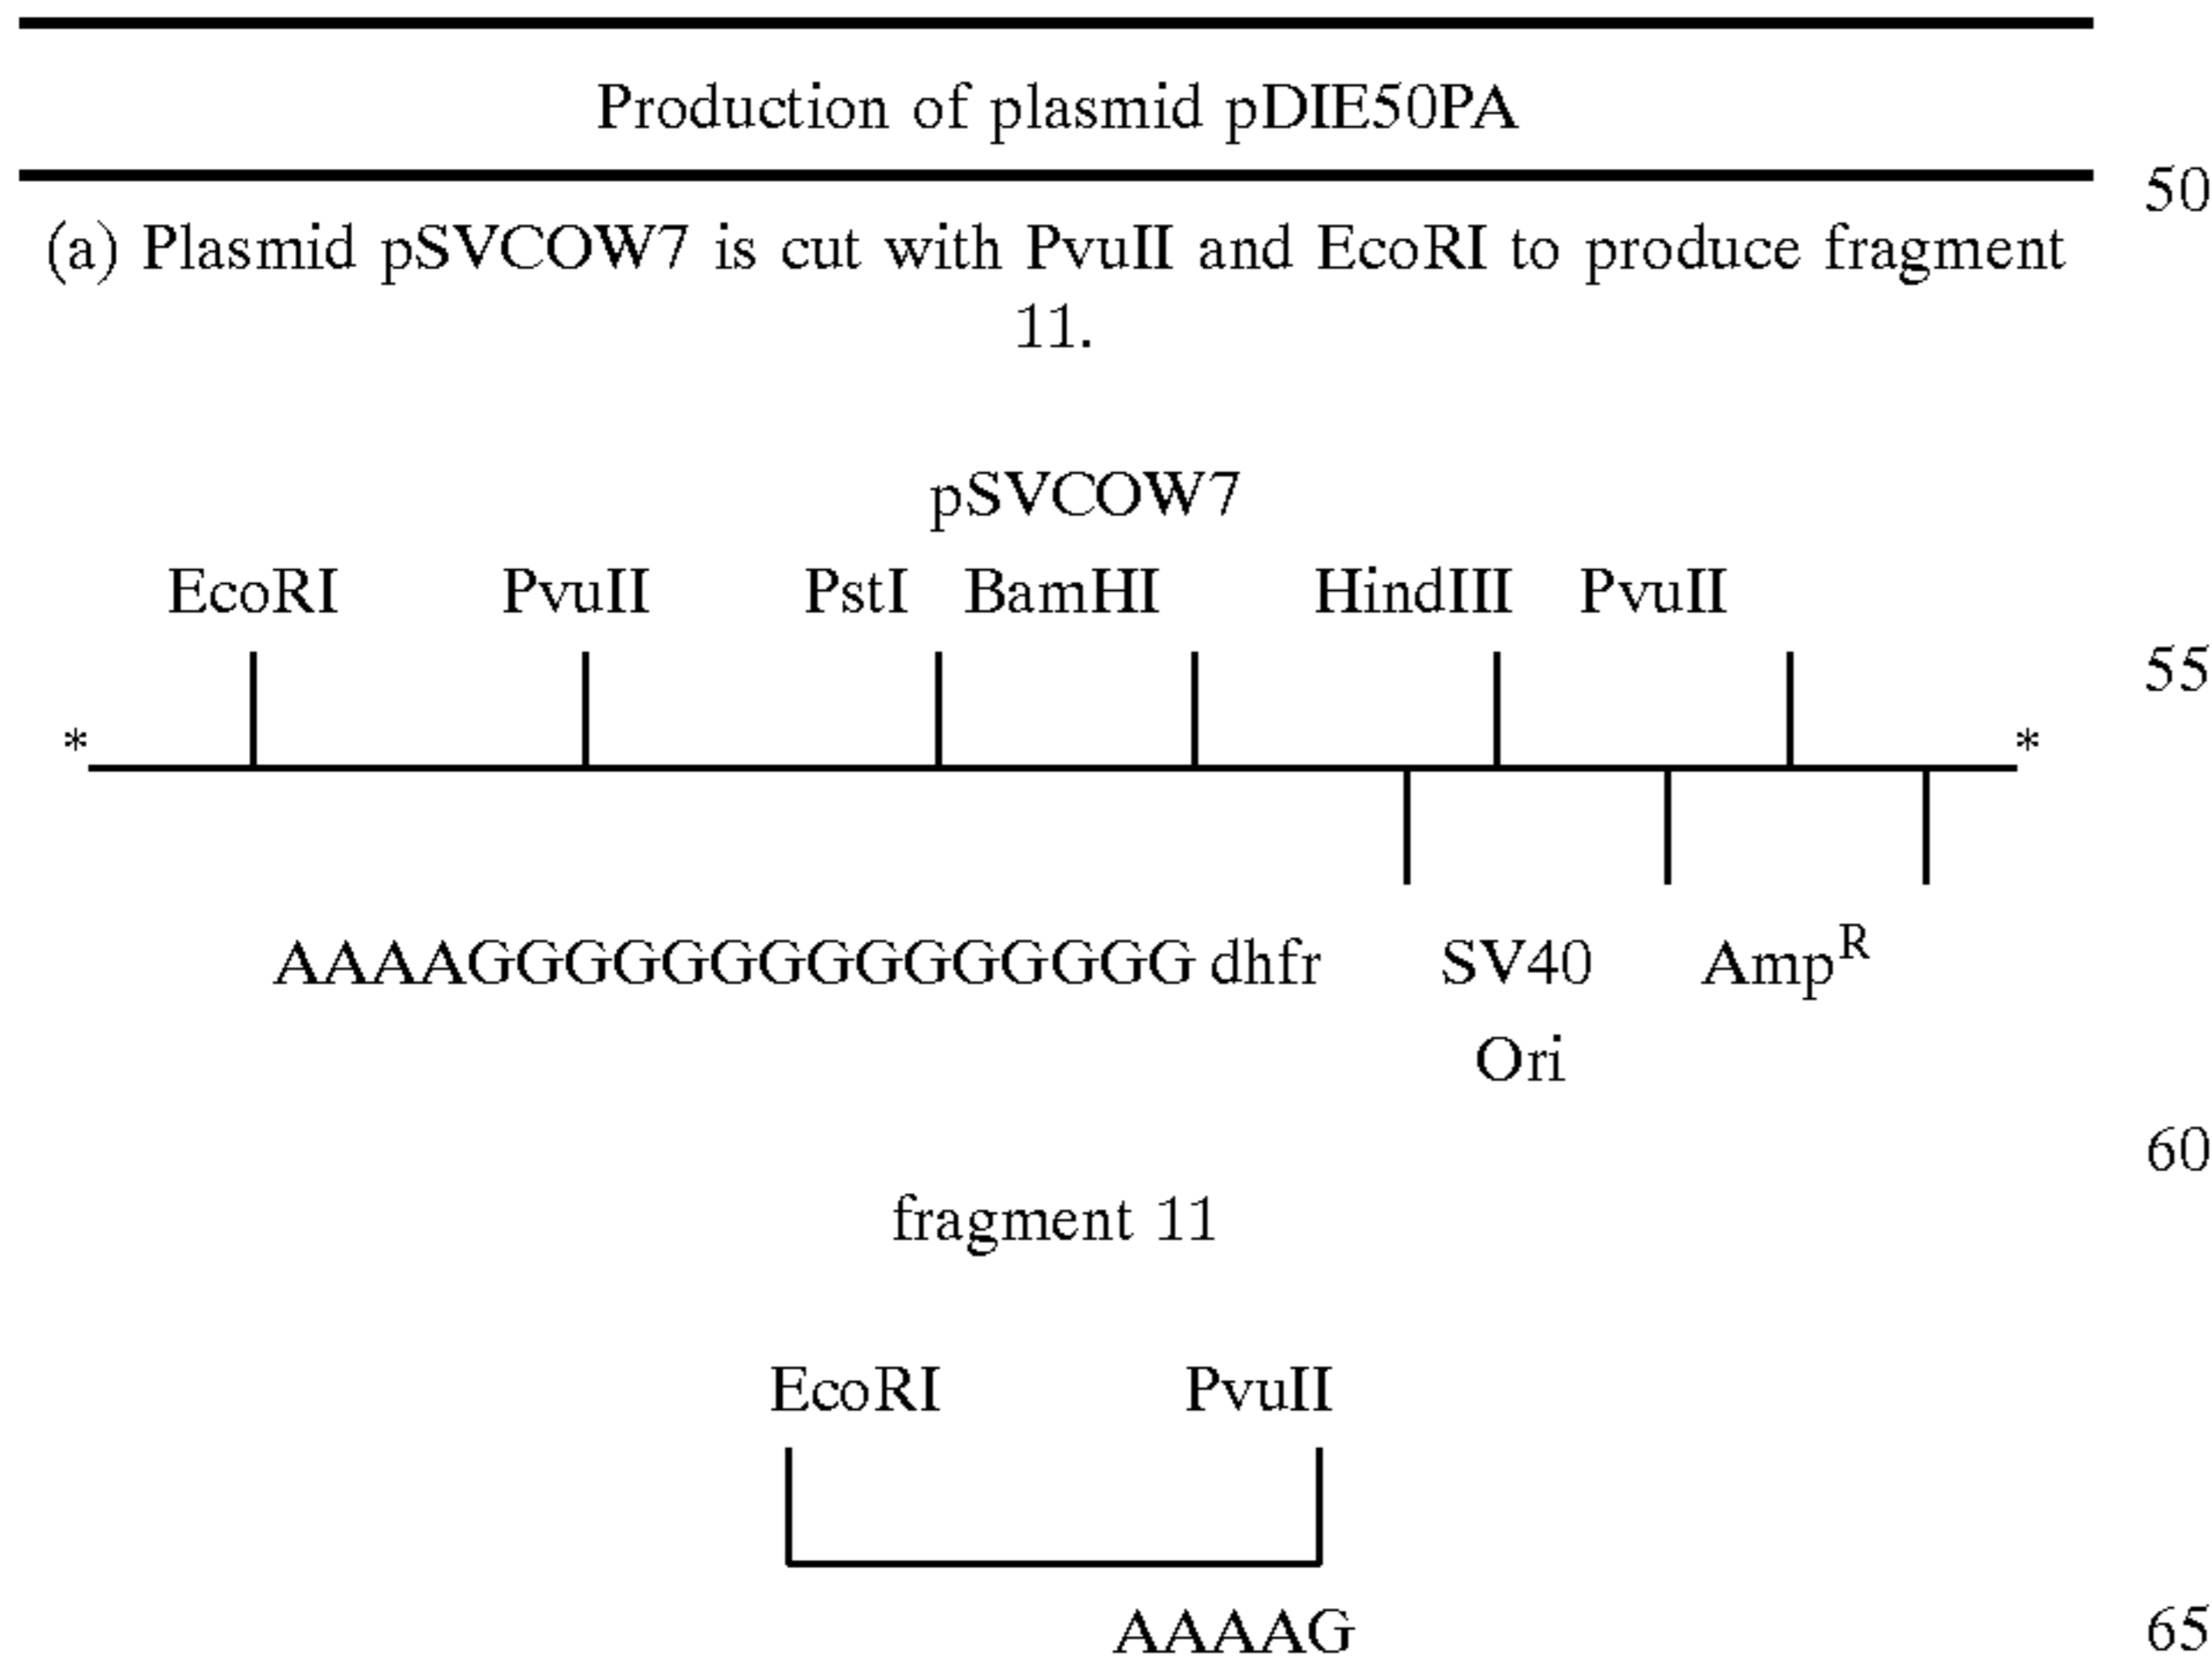 Production of plasmid pDIE50PA
50
(a) Plasmid pSVCOW7 is cut with PvuII and EcoRI to produce fragment
11.
pSVCOW7
EcoRI PvuII PstI BamHI HindIII PvuII
55
* *
AAAAGGGGGGGGGGGGGGG dhfr SV40 Amp^R
Ori
60
fragment 11
EcoRI PvuII
AAAAG
65